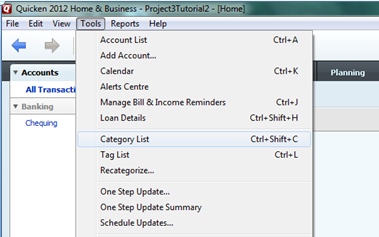 Quicken 2012 Home & Business - Project3Tutorial2 - [Home]
File Edit View Tools Reports Help
Accounts
All Transacti
Banking
Chequing
Planning
Account List Ctrl+A
Add Account...
Calendar Ctrl+K
Alerts Centre
Manage Bill & Income Reminders Ctrl+J
Loan Details Ctrl+Shift+H
Category List Ctrl+Shift+C
Tag List Ctrl+L
Recategorize...
One Step Update...
One Step Update Summary
Schedule Updates...